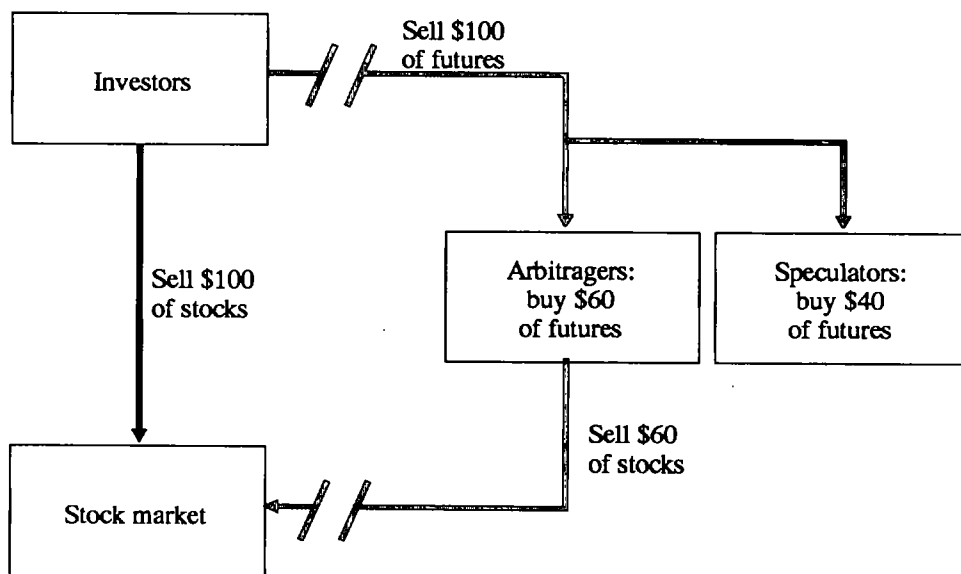 Sell $100
of futures
Investors
Arbitragers:
buy $60
of futures
Speculators:
buy $40
of futures
Sell $100
of stocks
Sell $60
of stocks
Stock market